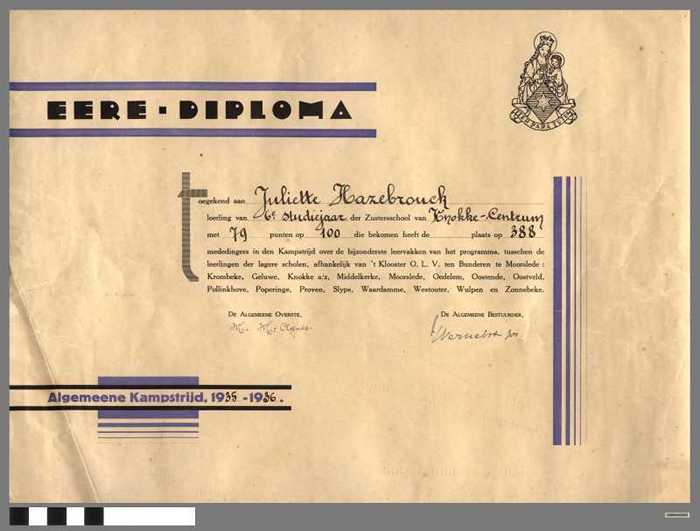 EERE-DIPLOMA
toegekend aan Juliette Hazebrouck
leerling van 6e studiejaar der Zustersschool van Knokke-Centrum
met 79 punten op 100 die bekomen heeft de plaats op 388
mededingers in den Kampstrijd over de bijzonderste leervakken van het programma, tusschen de
leerlingen der lagere scholen, afhankelijk van 't Klooster O. L. V. ten Bunderen te Moorslede :
Krombeke, Geluwe, Knokke a/z, Middelkerke, Moorslede, Oedelem, Oostende, Oostveld,
Pollinkhove, Poperinge, Proven, Slype, Waardamme, Westouter, Wulpen en Zonnebeke.
DE ALGEMEENE OVERSTE, DE ALGEMEENE BESTUURDER,
Algemeene Kampstrijd, 1935-1936.